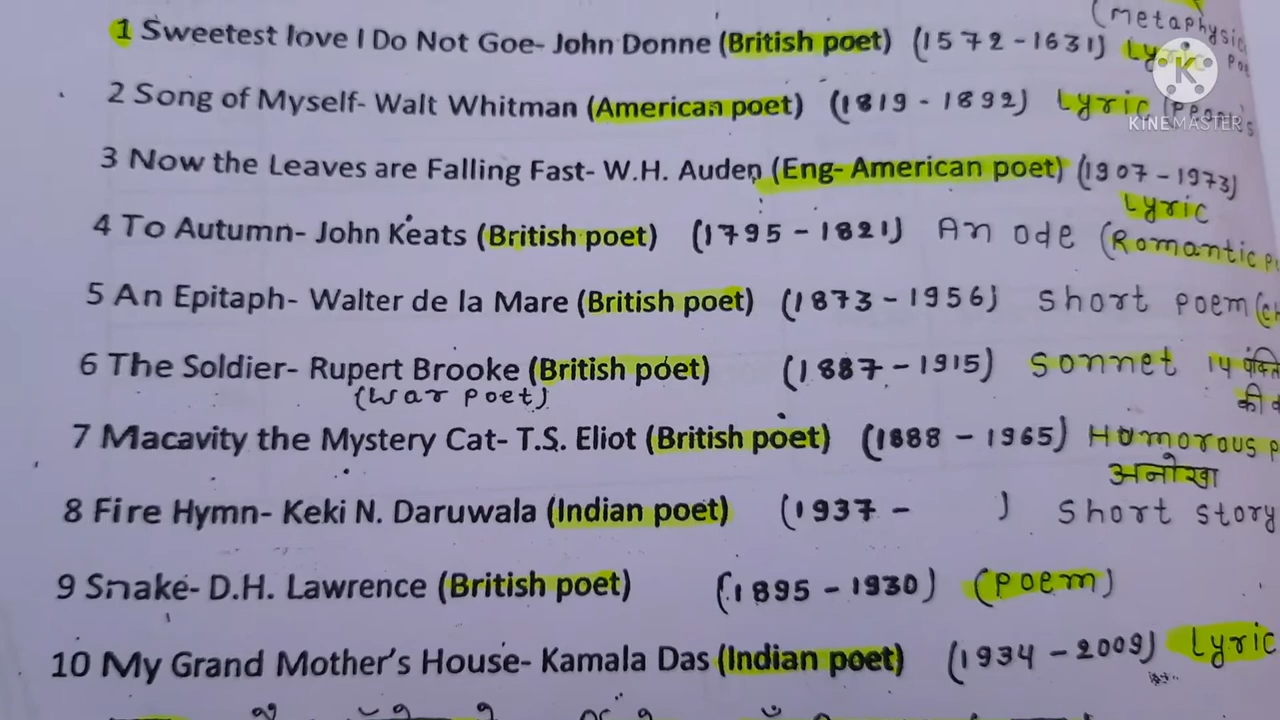 (Metaphysic
1 Sweetest love I Do Not Goe- John Donne (British poet) (1572-1631) Lyric Poe
2 Song of Myself- Walt Whitman (American poet) (1819-1892) Lyric
KINEMASTER
3 Now the Leaves are Falling Fast- W.H. Auden (Eng- American poet) (1907-1973)
Lyric
4 To Autumn- John Keats (British poet) (1795-1821) An ode (Romantic P
5 An Epitaph- Walter de la Mare (British poet) (1873-1956) Short poem (ch
6 The Soldier- Rupert Brooke (British poet) (1887-1915) Sonnet 14 पंक्ति
(war poet) की
7 Macavity the Mystery Cat- T.S. Eliot (British poet) (1888-1965) Homorous P
अनोखा
8 Fire Hymn- Keki N. Daruwala (Indian poet) (1937- ) Short story
9 Snake- D.H. Lawrence (British poet) (1895-1930) (poem)
10 My Grand Mother's House- Kamala Das (Indian poet) (1934-2009) Lyric